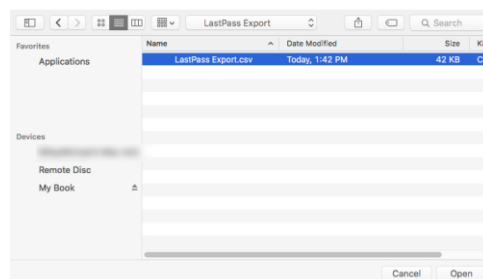 LastPass Export
Search
Favorites
Applications
Devices
Remote Disc
My Book
Name
Date Modified
Size
LastPass Export.csv
Today, 1:42 PM
42 KB
C
Cancel
Open